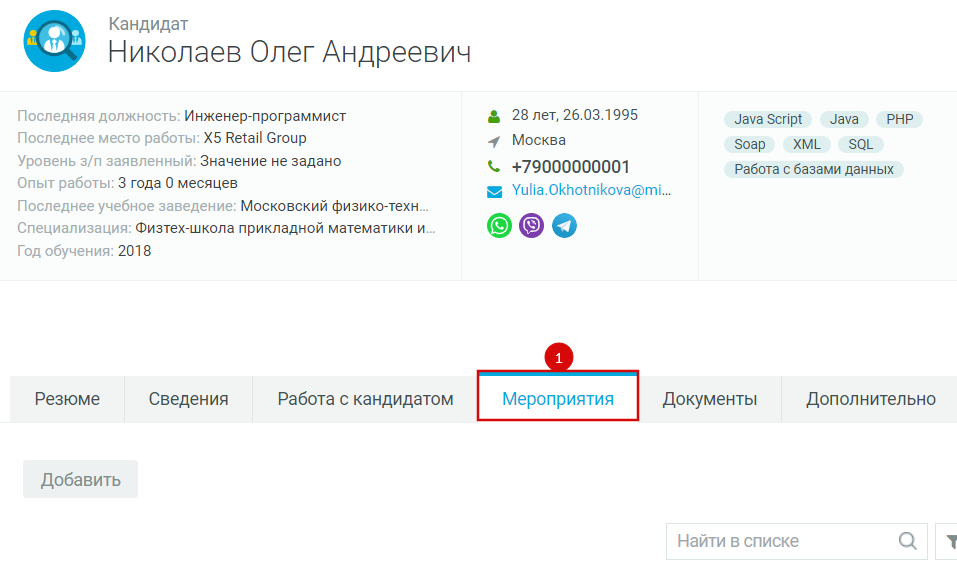 Кандидат
Николаев Олег Андреевич
Последняя должность: Инженер-программист
Последнее место работы: X5 Retail Group
Уровень з/п заявленный: Значение не задано
Опыт работы: 3 года 0 месяцев
Последнее учебное заведение: Московский физико-техн...
Специализация: Физтех-школа прикладной математики и...
Год обучения: 2018
28 лет, 26.03.1995
Москва
+79000000001
Yulia.Okhotnikova@mi...
Java Script Java PHP
Soap XML SQL
Работа с базами данных
1
Резюме Сведения Работа с кандидатом Мероприятия Документы Дополнительно
Добавить
Найти в списке